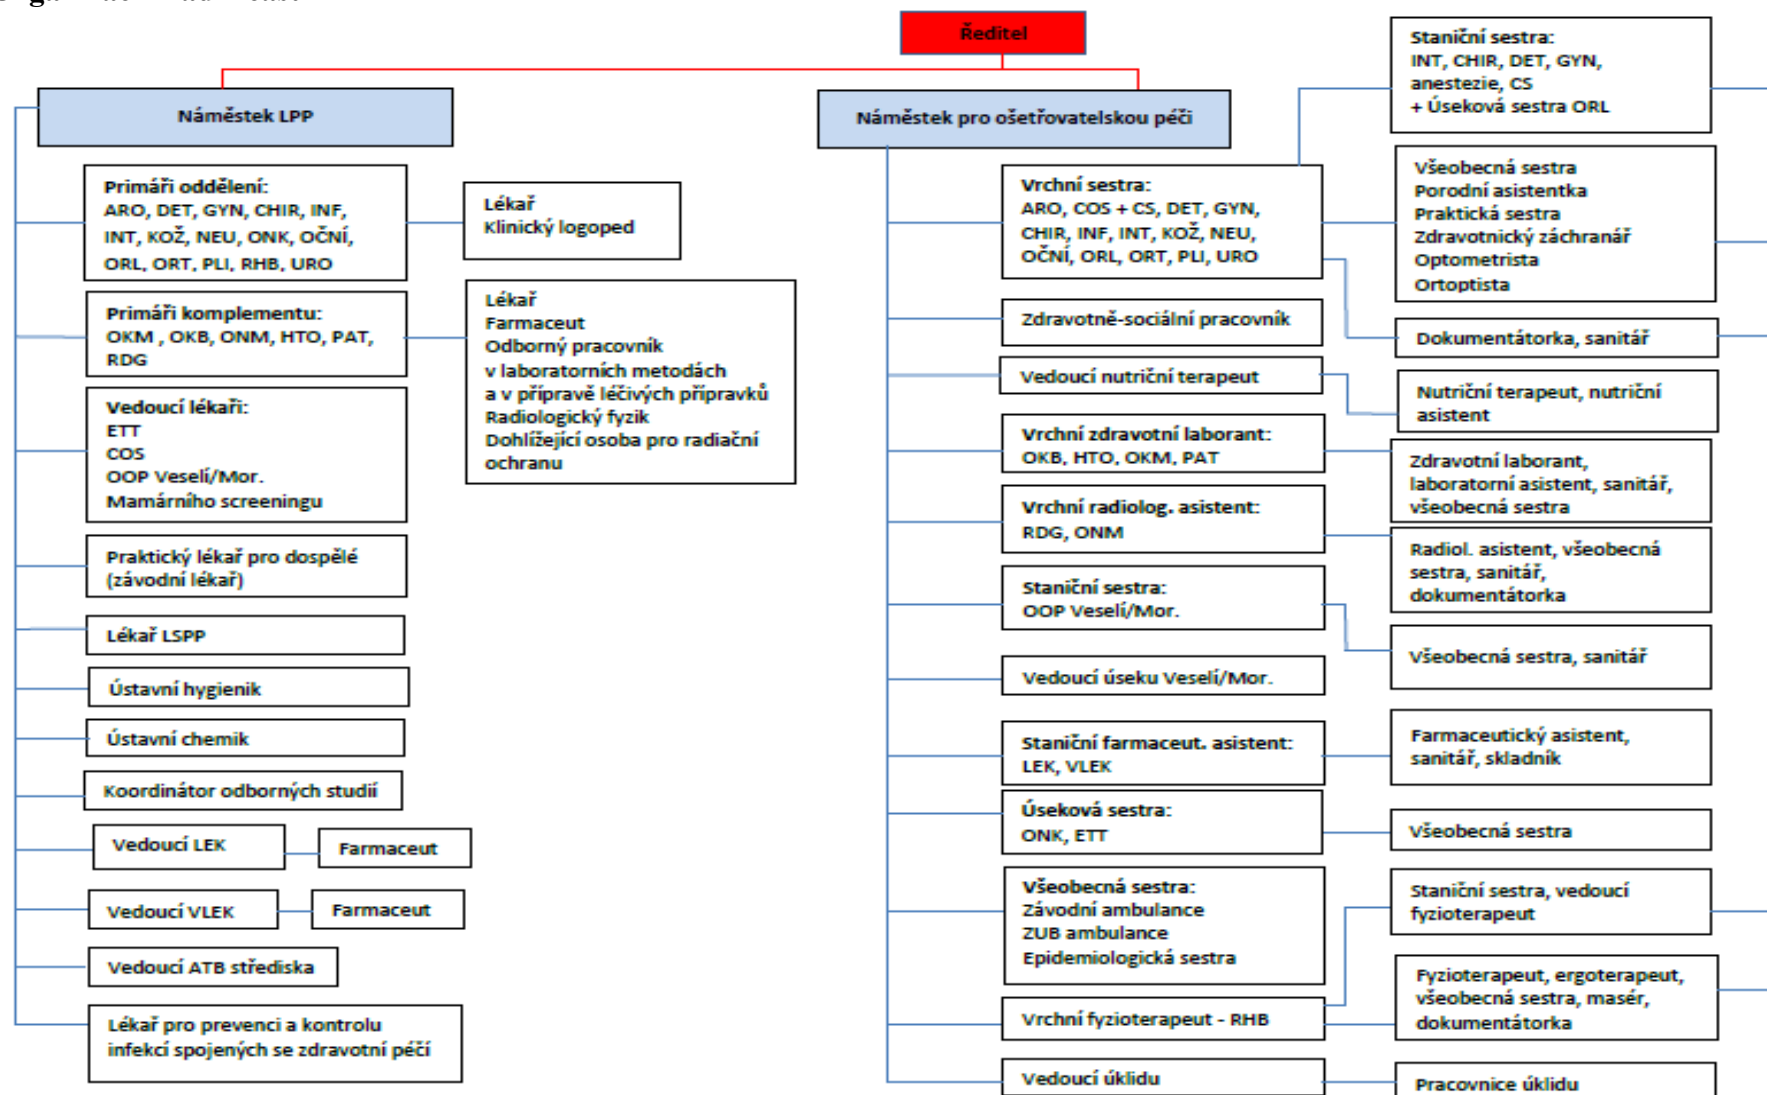 Ředitel
Náměstek LPP
Primáři oddělení:
ARO, DET, GYN, CHIR, INF,
INT, KOŽ, NEU, ONK, OČNÍ,
ORL, ORT, PLI, RHB, URO
Lékař
Klinický logoped
Primáři komplementu:
OKM , OKB, ONM, HTO, PAT,
RDG
Lékař
Farmaceut
Odborný pracovník
v laboratorních metodách
a v přípravě léčivých přípravků
Radiologický fyzik
Dohlížející osoba pro radiační
ochranu
Vedoucí lékaři:
ETT
COS
OOP Veselí/Mor.
Mamárního screeningu
Praktický lékař pro dospělé
(závodní lékař)
Lékař LSPP
Ústavní hygienik
Ústavní chemik
Koordinátor odborných studií
Vedoucí LEK
Farmaceut
Vedoucí VLEK
Farmaceut
Vedoucí ATB střediska
Lékař pro prevenci a kontrolu
infekcí spojených se zdravotní péčí
Náměstek pro ošetřovatelskou péči
Vrchní sestra:
ARO, COS + CS, DET, GYN,
CHIR, INF, INT, KOŽ, NEU,
OČNÍ, ORL, ORT, PLI, URO
Staniční sestra:
INT, CHIR, DET, GYN,
anestezie, CS
+ Úseková sestra ORL
Všeobecná sestra
Porodní asistentka
Praktická sestra
Zdravotnický záchranář
Optometrista
Ortoptista
Dokumentátorka, sanitář
Zdravotně-sociální pracovník
Vedoucí nutriční terapeut
Nutriční terapeut, nutriční
asistent
Vrchní zdravotní laborant:
OKB, HTO, OKM, PAT
Zdravotní laborant,
laboratorní asistent, sanitář,
všeobecná sestra
Vrchní radiolog. asistent:
RDG, ONM
Radiol. asistent, všeobecná
sestra, sanitář,
dokumentátorka
Staniční sestra:
OOP Veselí/Mor.
Všeobecná sestra, sanitář
Vedoucí úseku Veselí/Mor.
Staniční farmaceut. asistent:
LEK, VLEK
Farmaceutický asistent,
sanitář, skladník
Úseková sestra:
ONK, ETT
Všeobecná sestra
Všeobecná sestra:
Závodní ambulance
ZUB ambulance
Epidemiologická sestra
Vrchní fyzioterapeut - RHB
Staniční sestra, vedoucí
fyzioterapeut
Fyzioterapeut, ergoterapeut,
všeobecná sestra, masér,
dokumentátorka
Vedoucí úklidu
Pracovnice úklidu